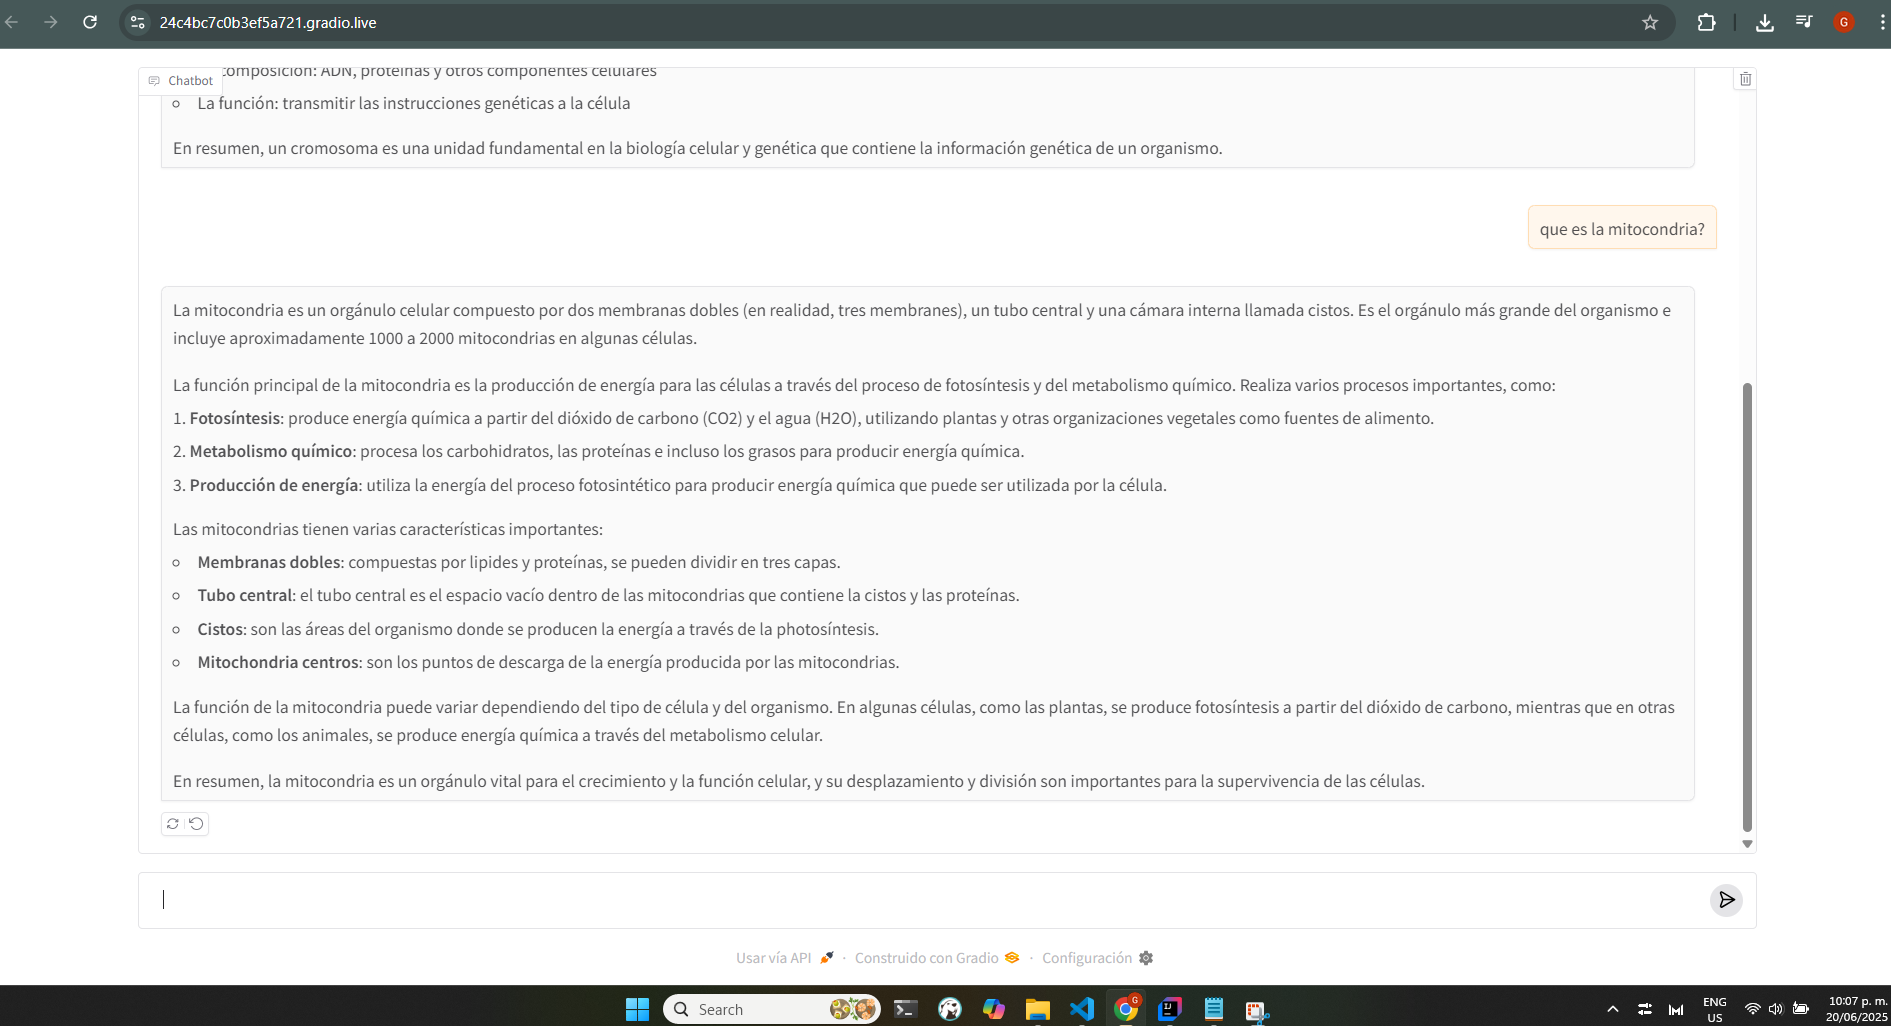 24c4bc7c0b3ef5a721.gradio.live
G
Chatbot
composición: ADN, proteínas y otros componentes celulares
La función: transmitir las instrucciones genéticas a la célula
En resumen, un cromosoma es una unidad fundamental en la biología celular y genética que contiene la información genética de un organismo.
que es la mitocondria?
La mitocondria es un orgánulo celular compuesto por dos membranas dobles (en realidad, tres membranes), un tubo central y una cámara interna llamada cistos. Es el orgánulo más grande del organismo e
incluye aproximadamente 1000 a 2000 mitocondrias en algunas células.
La función principal de la mitocondria es la producción de energía para las células a través del proceso de fotosíntesis y del metabolismo químico. Realiza varios procesos importantes, como:
1. Fotosíntesis: produce energía química a partir del dióxido de carbono (CO2) y el agua (H2O), utilizando plantas y otras organizaciones vegetales como fuentes de alimento.
2. Metabolismo químico: procesa los carbohidratos, las proteínas e incluso los grasos para producir energía química.
3. Producción de energía: utiliza la energía del proceso fotosintético para producir energía química que puede ser utilizada por la célula.
Las mitocondrias tienen varias características importantes:
Membranas dobles: compuestas por lipides y proteínas, se pueden dividir en tres capas.
Tubo central: el tubo central es el espacio vacío dentro de las mitocondrias que contiene la cistos y las proteínas.
Cistos: son las áreas del organismo donde se producen la energía a través de la photosíntesis.
Mitochondria centros: son los puntos de descarga de la energía producida por las mitocondrias.
La función de la mitocondria puede variar dependiendo del tipo de célula y del organismo. En algunas células, como las plantas, se produce fotosíntesis a partir del dióxido de carbono, mientras que en otras
células, como los animales, se produce energía química a través del metabolismo celular.
En resumen, la mitocondria es un orgánulo vital para el crecimiento y la función celular, y su desplazamiento y división son importantes para la supervivencia de las células.
Usar vía API · Construido con Gradio · Configuración
Search
G
IJ
ENG
US
10:07 p. m.
20/06/2025